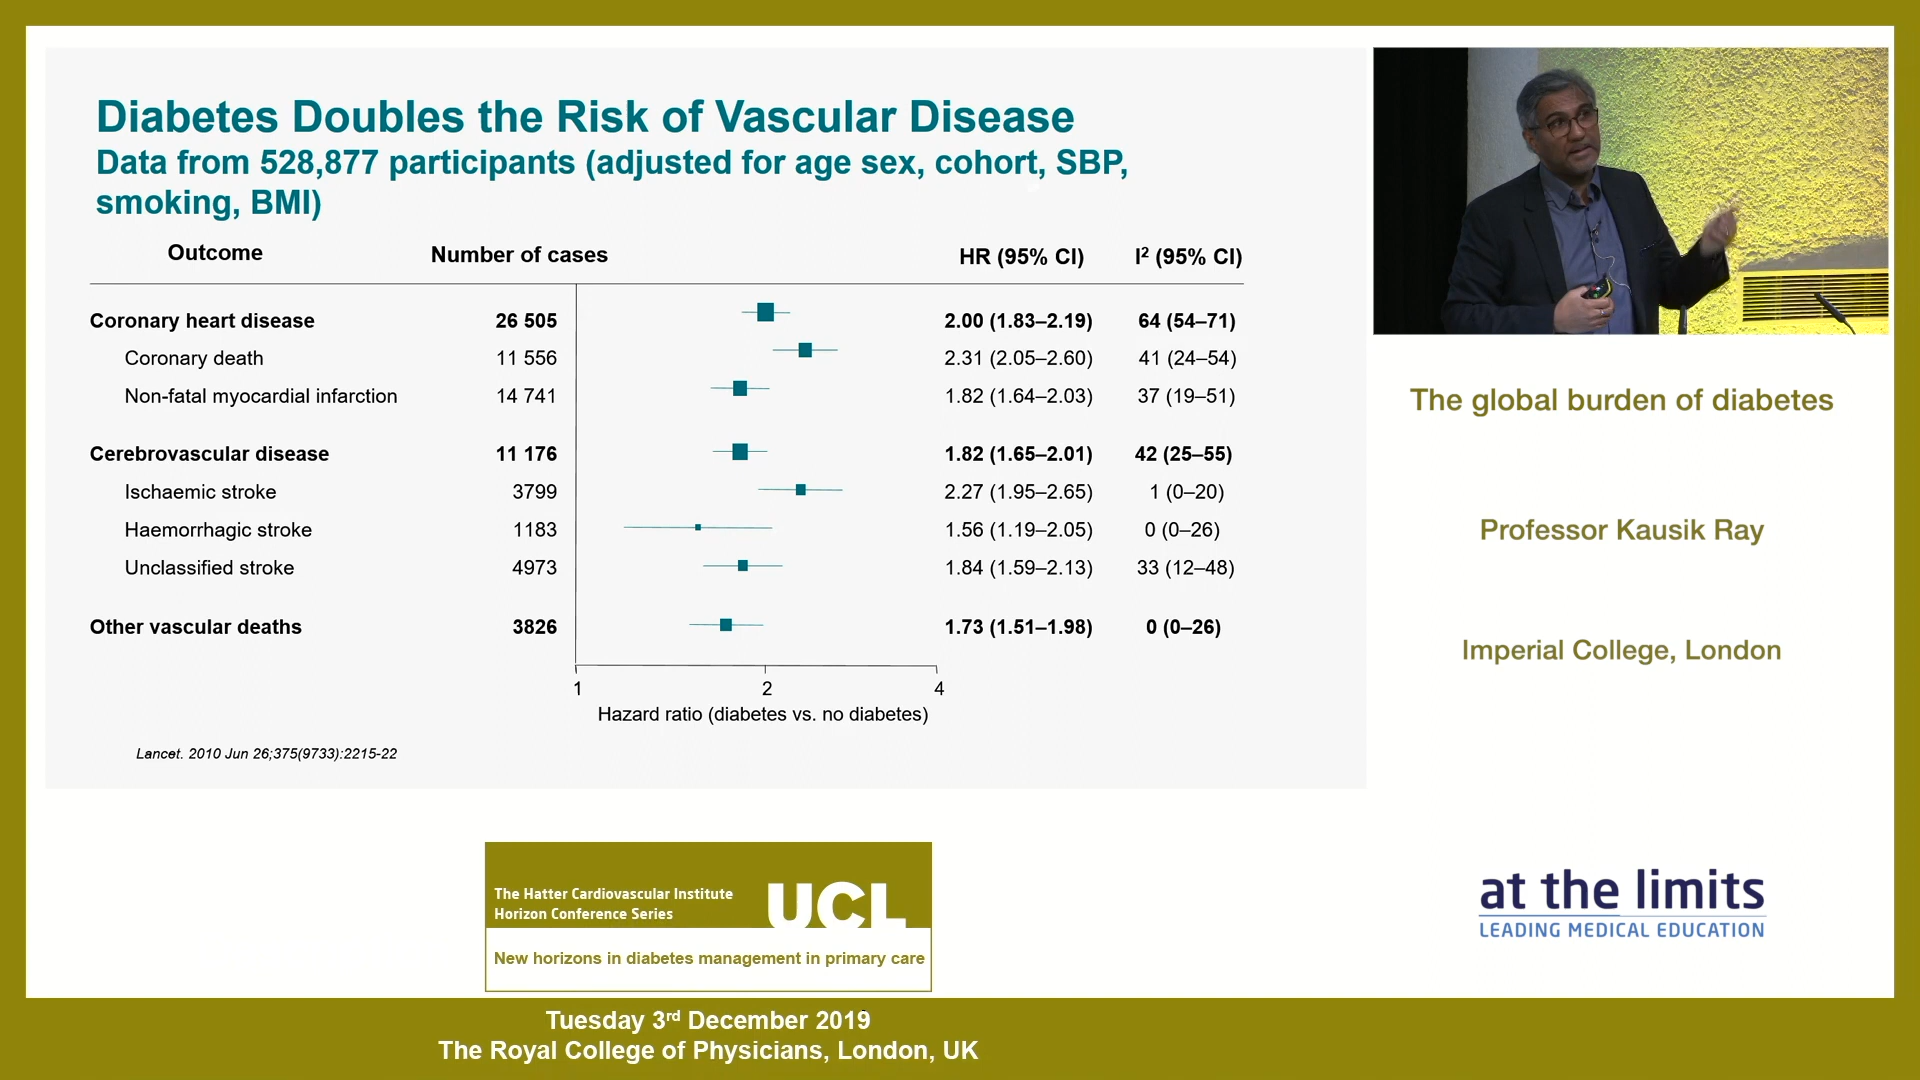 Diabetes Doubles the Risk of Vascular Disease
Data from 528,877 participants (adjusted for age sex, cohort, SBP,
smoking, BMI)
Outcome Number of cases HR (95% CI) I² (95% CI)
Coronary heart disease 26 505 2.00 (1.83–2.19) 64 (54–71)
Coronary death 11 556 2.31 (2.05–2.60) 41 (24–54)
Non-fatal myocardial infarction 14 741 1.82 (1.64–2.03) 37 (19–51)
Cerebrovascular disease 11 176 1.82 (1.65–2.01) 42 (25–55)
Ischaemic stroke 3799 2.27 (1.95–2.65) 1 (0–20)
Haemorrhagic stroke 1183 1.56 (1.19–2.05) 0 (0–26)
Unclassified stroke 4973 1.84 (1.59–2.13) 33 (12–48)
Other vascular deaths 3826 1.73 (1.51–1.98) 0 (0–26)
1 2 4
Hazard ratio (diabetes vs. no diabetes)
Lancet. 2010 Jun 26;375(9733):2215-22
The global burden of diabetes
Professor Kausik Ray
Imperial College, London
The Hatter Cardiovascular Institute
Horizon Conference Series
UCL
New horizons in diabetes management in primary care
at the limits
LEADING MEDICAL EDUCATION
Tuesday 3rd December 2019
The Royal College of Physicians, London, UK